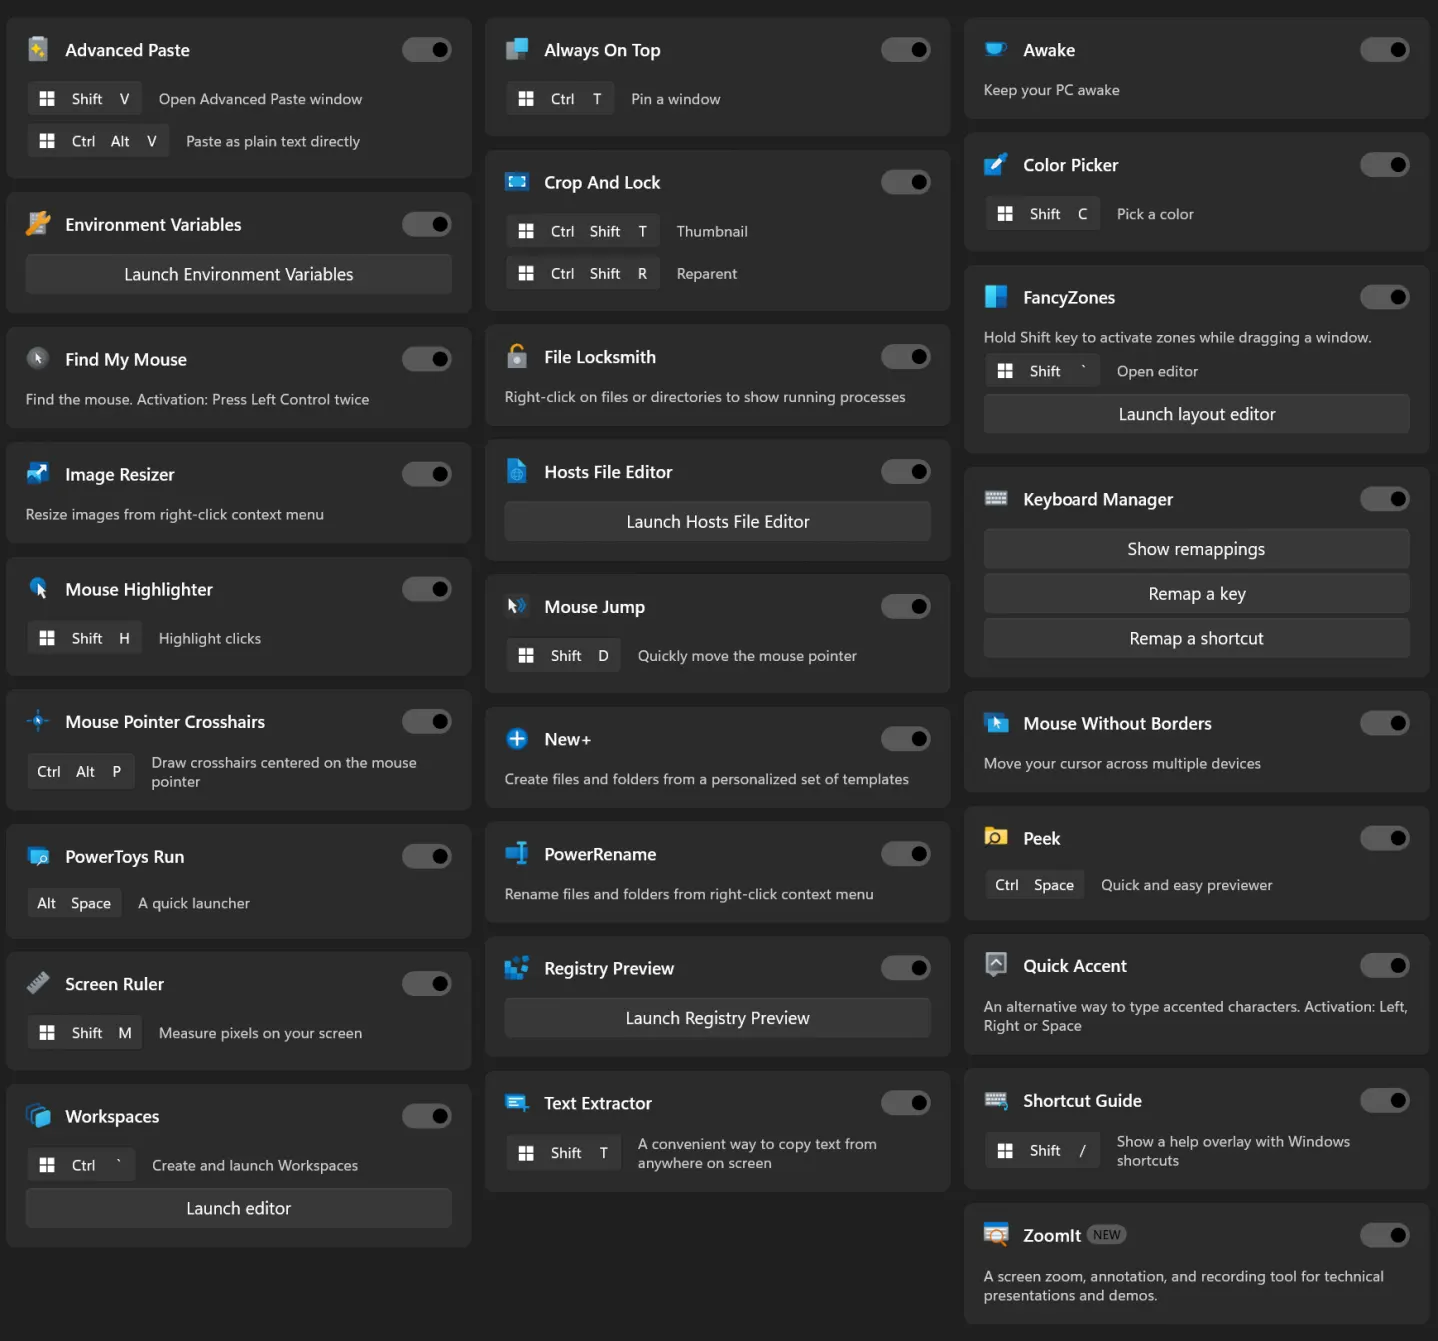 Advanced Paste
Shift V Open Advanced Paste window
Ctrl Alt V Paste as plain text directly
Environment Variables
Launch Environment Variables
Find My Mouse
Find the mouse. Activation: Press Left Control twice
Image Resizer
Resize images from right-click context menu
Mouse Highlighter
Shift H Highlight clicks
Mouse Pointer Crosshairs
Ctrl Alt P Draw crosshairs centered on the mouse
pointer
PowerToys Run
Alt Space A quick launcher
Screen Ruler
Shift M Measure pixels on your screen
Workspaces
Ctrl ` Create and launch Workspaces
Launch editor
Always On Top
Ctrl T Pin a window
Crop And Lock
Ctrl Shift T Thumbnail
Ctrl Shift R Reparent
File Locksmith
Right-click on files or directories to show running processes
Hosts File Editor
Launch Hosts File Editor
Mouse Jump
Shift D Quickly move the mouse pointer
New+
Create files and folders from a personalized set of templates
PowerRename
Rename files and folders from right-click context menu
Registry Preview
Launch Registry Preview
Text Extractor
Shift T A convenient way to copy text from
anywhere on screen
Awake
Keep your PC awake
Color Picker
Shift C Pick a color
FancyZones
Hold Shift key to activate zones while dragging a window.
Shift ` Open editor
Launch layout editor
Keyboard Manager
Show remappings
Remap a key
Remap a shortcut
Mouse Without Borders
Move your cursor across multiple devices
Peek
Ctrl Space Quick and easy previewer
Quick Accent
An alternative way to type accented characters. Activation: Left,
Right or Space
Shortcut Guide
Shift / Show a help overlay with Windows
shortcuts
ZoomIt NEW
A screen zoom, annotation, and recording tool for technical
presentations and demos.